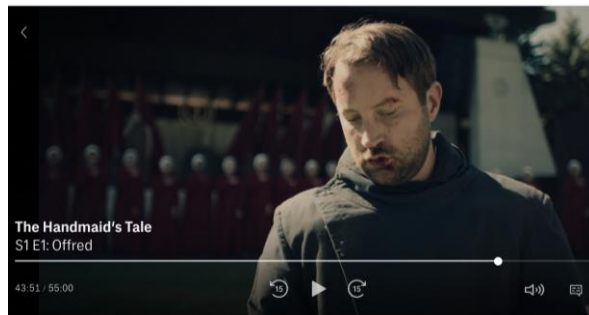 The Handmaid's Tale
S1 E1: Offred
43:51 / 55:00
15 15